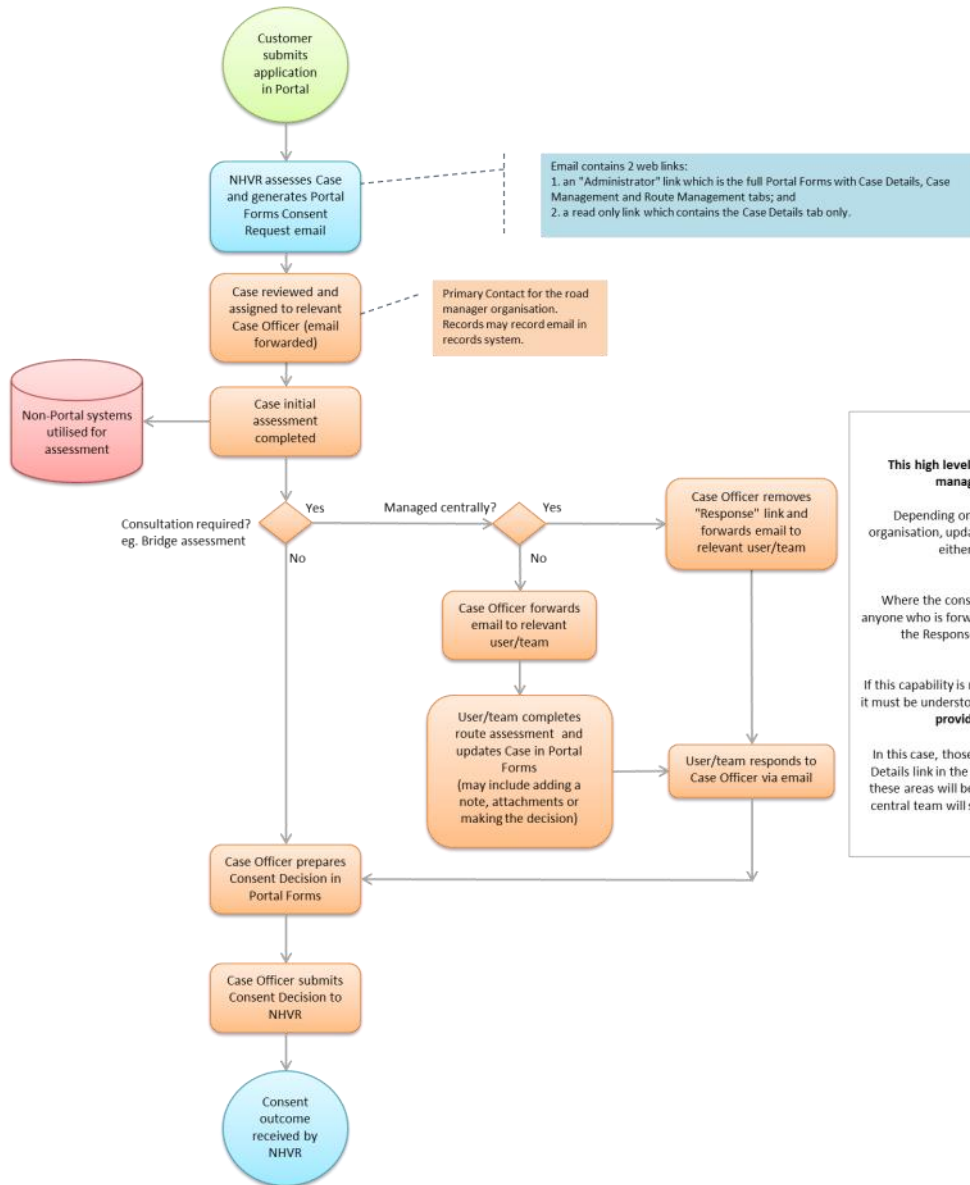 Customer
submits
application
in Portal
NHVR assesses Case
and generates Portal
Forms Consent
Request email
Email contains 2 web links:
1. an "Administrator" link which is the full Portal Forms with Case Details, Case
Management and Route Management tabs; and
2. a read only link which contains the Case Details tab only.
Case reviewed and
assigned to relevant
Case Officer (email
forwarded)
Primary Contact for the road
manager organisation.
Records may record email in
records system.
Non-Portal systems
utilised for
assessment
Case initial
assessment
completed
Consultation required?
eg. Bridge assessment
Yes
No
Managed centrally?
Yes
No
Case Officer removes
"Response" link and
forwards email to
relevant user/team
Case Officer forwards
email to relevant
user/team
User/team completes
route assessment and
updates Case in Portal
Forms
(may include adding a
note, attachments or
making the decision)
User/team responds to
Case Officer via email
This high level
manag
Depending on
organisation, upda
either
Where the cons
anyone who is forw
the Respons
If this capability is
it must be understo
provid
In this case, those
Details link in the
these areas will be
central team will s
Case Officer prepares
Consent Decision in
Portal Forms
Case Officer submits
Consent Decision to
NHVR
Consent
outcome
received by
NHVR